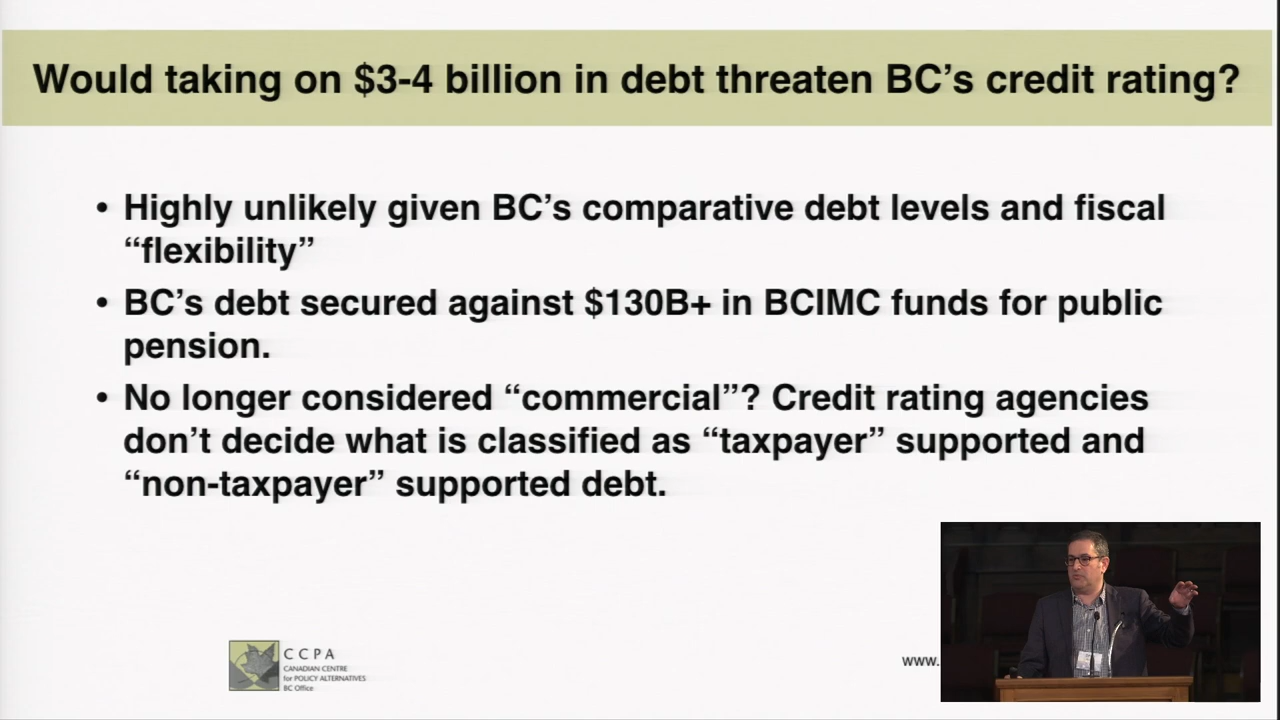 Would taking on $3-4 billion in debt threaten BC’s credit rating?
• Highly unlikely given BC’s comparative debt levels and fiscal
“flexibility”
• BC’s debt secured against $130B+ in BCIMC funds for public
pension.
• No longer considered “commercial”? Credit rating agencies
don’t decide what is classified as “taxpayer” supported and
“non-taxpayer” supported debt.
CCPA
CANADIAN CENTRE
for POLICY ALTERNATIVES
BC Office
www.